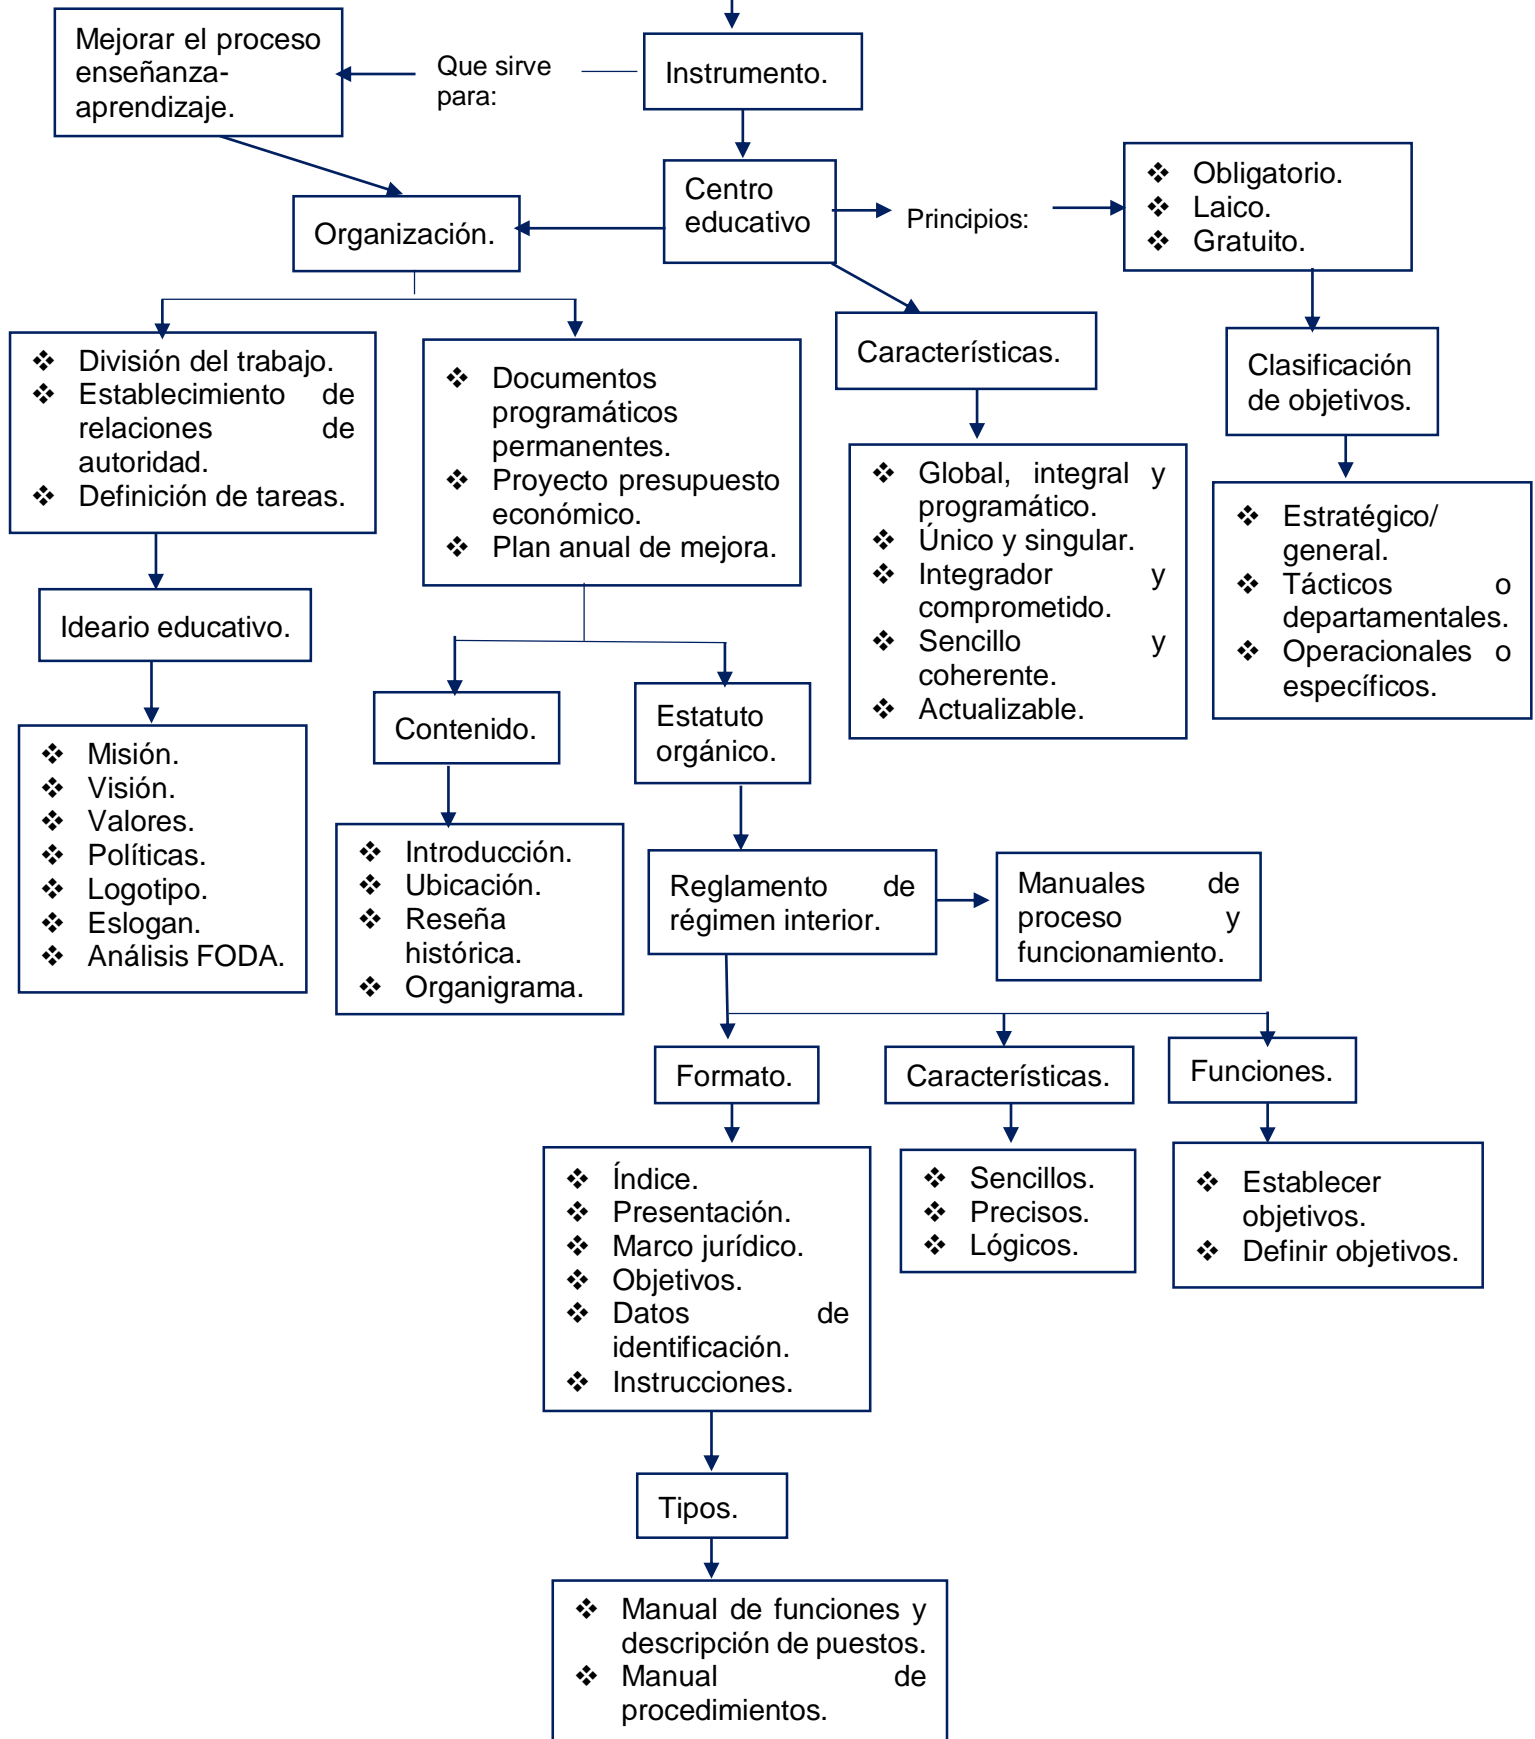 Mejorar el proceso
enseñanza-
aprendizaje.
Que sirve
para:
Instrumento.
Centro
educativo
Principios:
❖ Obligatorio.
❖ Laico.
❖ Gratuito.
Organización.
Características.
Clasificación
de objetivos.
❖ División del trabajo.
❖ Establecimiento de
relaciones de
autoridad.
❖ Definición de tareas.
❖ Documentos
programáticos
permanentes.
❖ Proyecto presupuesto
económico.
❖ Plan anual de mejora.
❖ Global, integral y
programático.
❖ Único y singular.
❖ Integrador y
comprometido.
❖ Sencillo y
coherente.
❖ Actualizable.
❖ Estratégico/
general.
❖ Tácticos o
departamentales.
❖ Operacionales o
específicos.
Ideario educativo.
Contenido.
Estatuto
orgánico.
❖ Misión.
❖ Visión.
❖ Valores.
❖ Políticas.
❖ Logotipo.
❖ Eslogan.
❖ Análisis FODA.
❖ Introducción.
❖ Ubicación.
❖ Reseña
histórica.
❖ Organigrama.
Reglamento de
régimen interior.
Manuales de
proceso y
funcionamiento.
Formato.
Características.
Funciones.
❖ Índice.
❖ Presentación.
❖ Marco jurídico.
❖ Objetivos.
❖ Datos de
identificación.
❖ Instrucciones.
❖ Sencillos.
❖ Precisos.
❖ Lógicos.
❖ Establecer
objetivos.
❖ Definir objetivos.
Tipos.
❖ Manual de funciones y
descripción de puestos.
❖ Manual de
procedimientos.